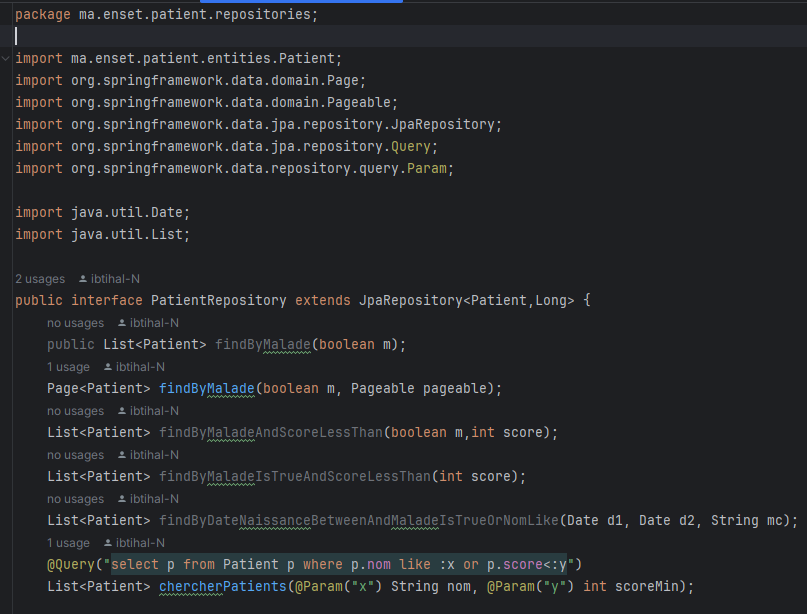 package ma.enset.patient.repositories;
import ma.enset.patient.entities.Patient;
import org.springframework.data.domain.Page;
import org.springframework.data.domain.Pageable;
import org.springframework.data.jpa.repository.JpaRepository;
import org.springframework.data.jpa.repository.Query;
import org.springframework.data.repository.query.Param;
import java.util.Date;
import java.util.List;
2 usages ibtihal-N
public interface PatientRepository extends JpaRepository<Patient,Long> {
no usages ibtihal-N
public List<Patient> findByMalade(boolean m);
1 usage ibtihal-N
Page<Patient> findByMalade(boolean m, Pageable pageable);
no usages ibtihal-N
List<Patient> findByMaladeAndScoreLessThan(boolean m,int score);
no usages ibtihal-N
List<Patient> findByMaladeIsTrueAndScoreLessThan(int score);
no usages ibtihal-N
List<Patient> findByDateNaissanceBetweenAndMaladeIsTrueOrNomLike(Date d1, Date d2, String mc);
1 usage ibtihal-N
@Query("select p from Patient p where p.nom like :x or p.score<:y")
List<Patient> chercherPatients(@Param("x") String nom, @Param("y") int scoreMin);